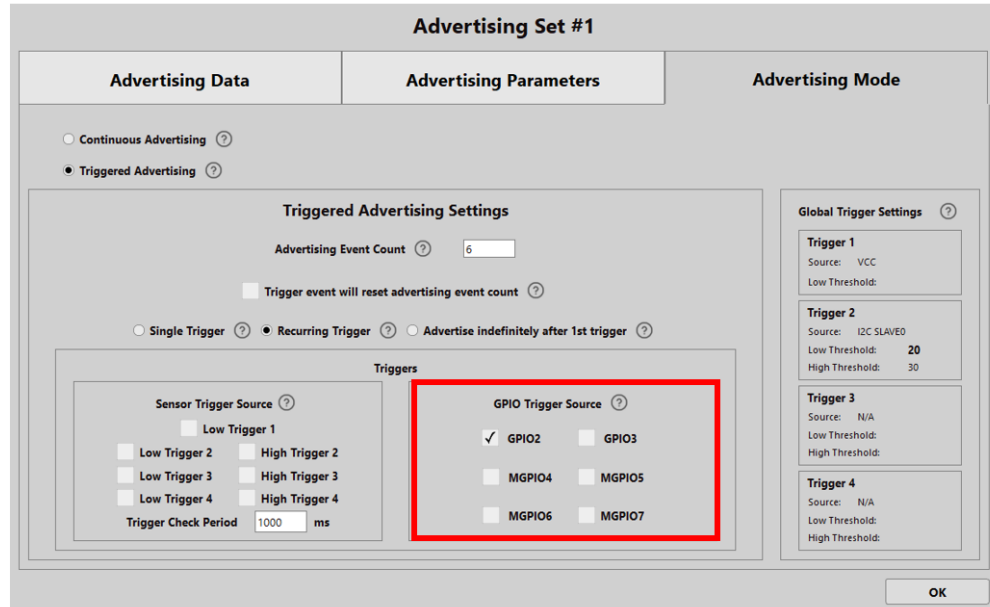 Advertising Set #1
Advertising Data
Advertising Parameters
Advertising Mode
Continuous Advertising ?
Triggered Advertising ?
Triggered Advertising Settings
Advertising Event Count ? 6
Trigger event will reset advertising event count ?
Single Trigger ? Recurring Trigger ? Advertise indefinitely after 1st trigger ?
Triggers
Sensor Trigger Source ?
Low Trigger 1
Low Trigger 2 High Trigger 2
Low Trigger 3 High Trigger 3
Low Trigger 4 High Trigger 4
Trigger Check Period 1000 ms
GPIO Trigger Source ?
GPIO2 GPIO3
MGPIO4 MGPIO5
MGPIO6 MGPIO7
Global Trigger Settings ?
Trigger 1
Source: VCC
Low Threshold:
Trigger 2
Source: I2C SLAVE0
Low Threshold: 20
High Threshold: 30
Trigger 3
Source: N/A
Low Threshold:
High Threshold:
Trigger 4
Source: N/A
Low Threshold:
High Threshold:
OK